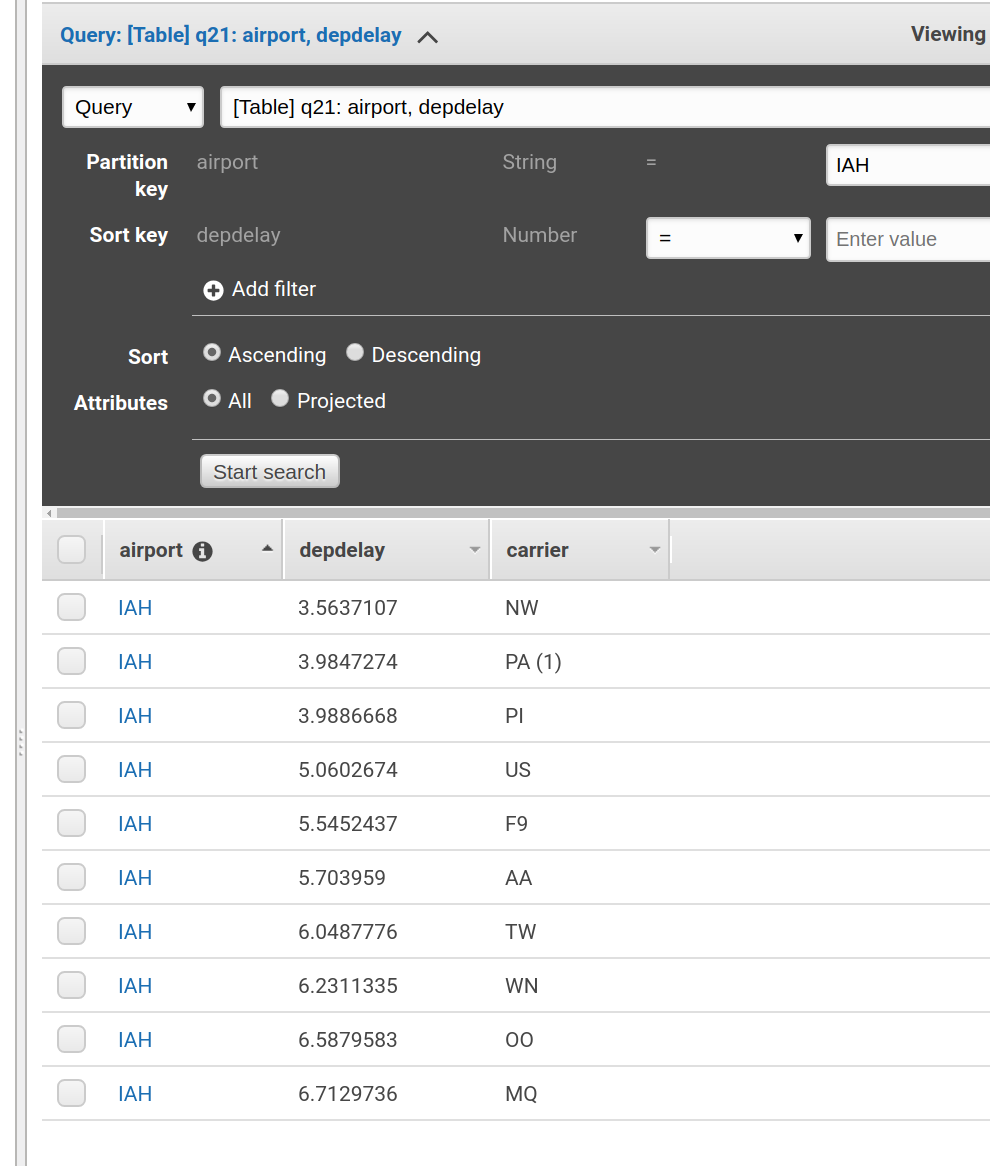 Query: [Table] q21: airport, depdelay Viewing
Query [Table] q21: airport, depdelay
Partition key airport String = IAH
Sort key depdelay Number = Enter value
Add filter
Sort Ascending Descending
Attributes All Projected
Start search
airport depdelay carrier
IAH 3.5637107 NW
IAH 3.9847274 PA (1)
IAH 3.9886668 PI
IAH 5.0602674 US
IAH 5.5452437 F9
IAH 5.703959 AA
IAH 6.0487776 TW
IAH 6.2311335 WN
IAH 6.5879583 OO
IAH 6.7129736 MQ